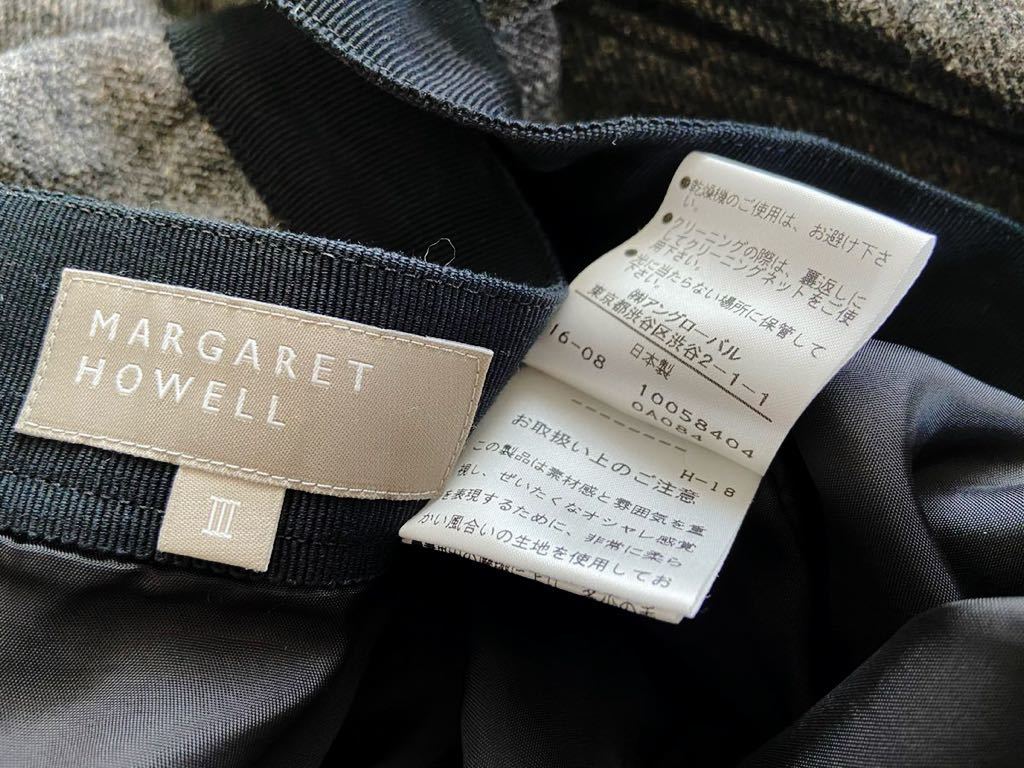 MARGARET
HOWELL
III
●乾燥機のご使用は、お避け下さ
い。
●クリーニングの際は、裏返しに
してクリーニングネットをご使
用下さい。
●光に当たらない場所に保管して
下さい。
㈱アングローバル
東京都渋谷区渋谷2-1-1
日本製
16-08 10058404
OA084
H-18
お取扱い上のご注意
この製品は素材感と雰囲気を重
視し、ぜいたくなオシャレ感覚
を表現するために、非常に柔ら
かい風合いの生地を使用してお